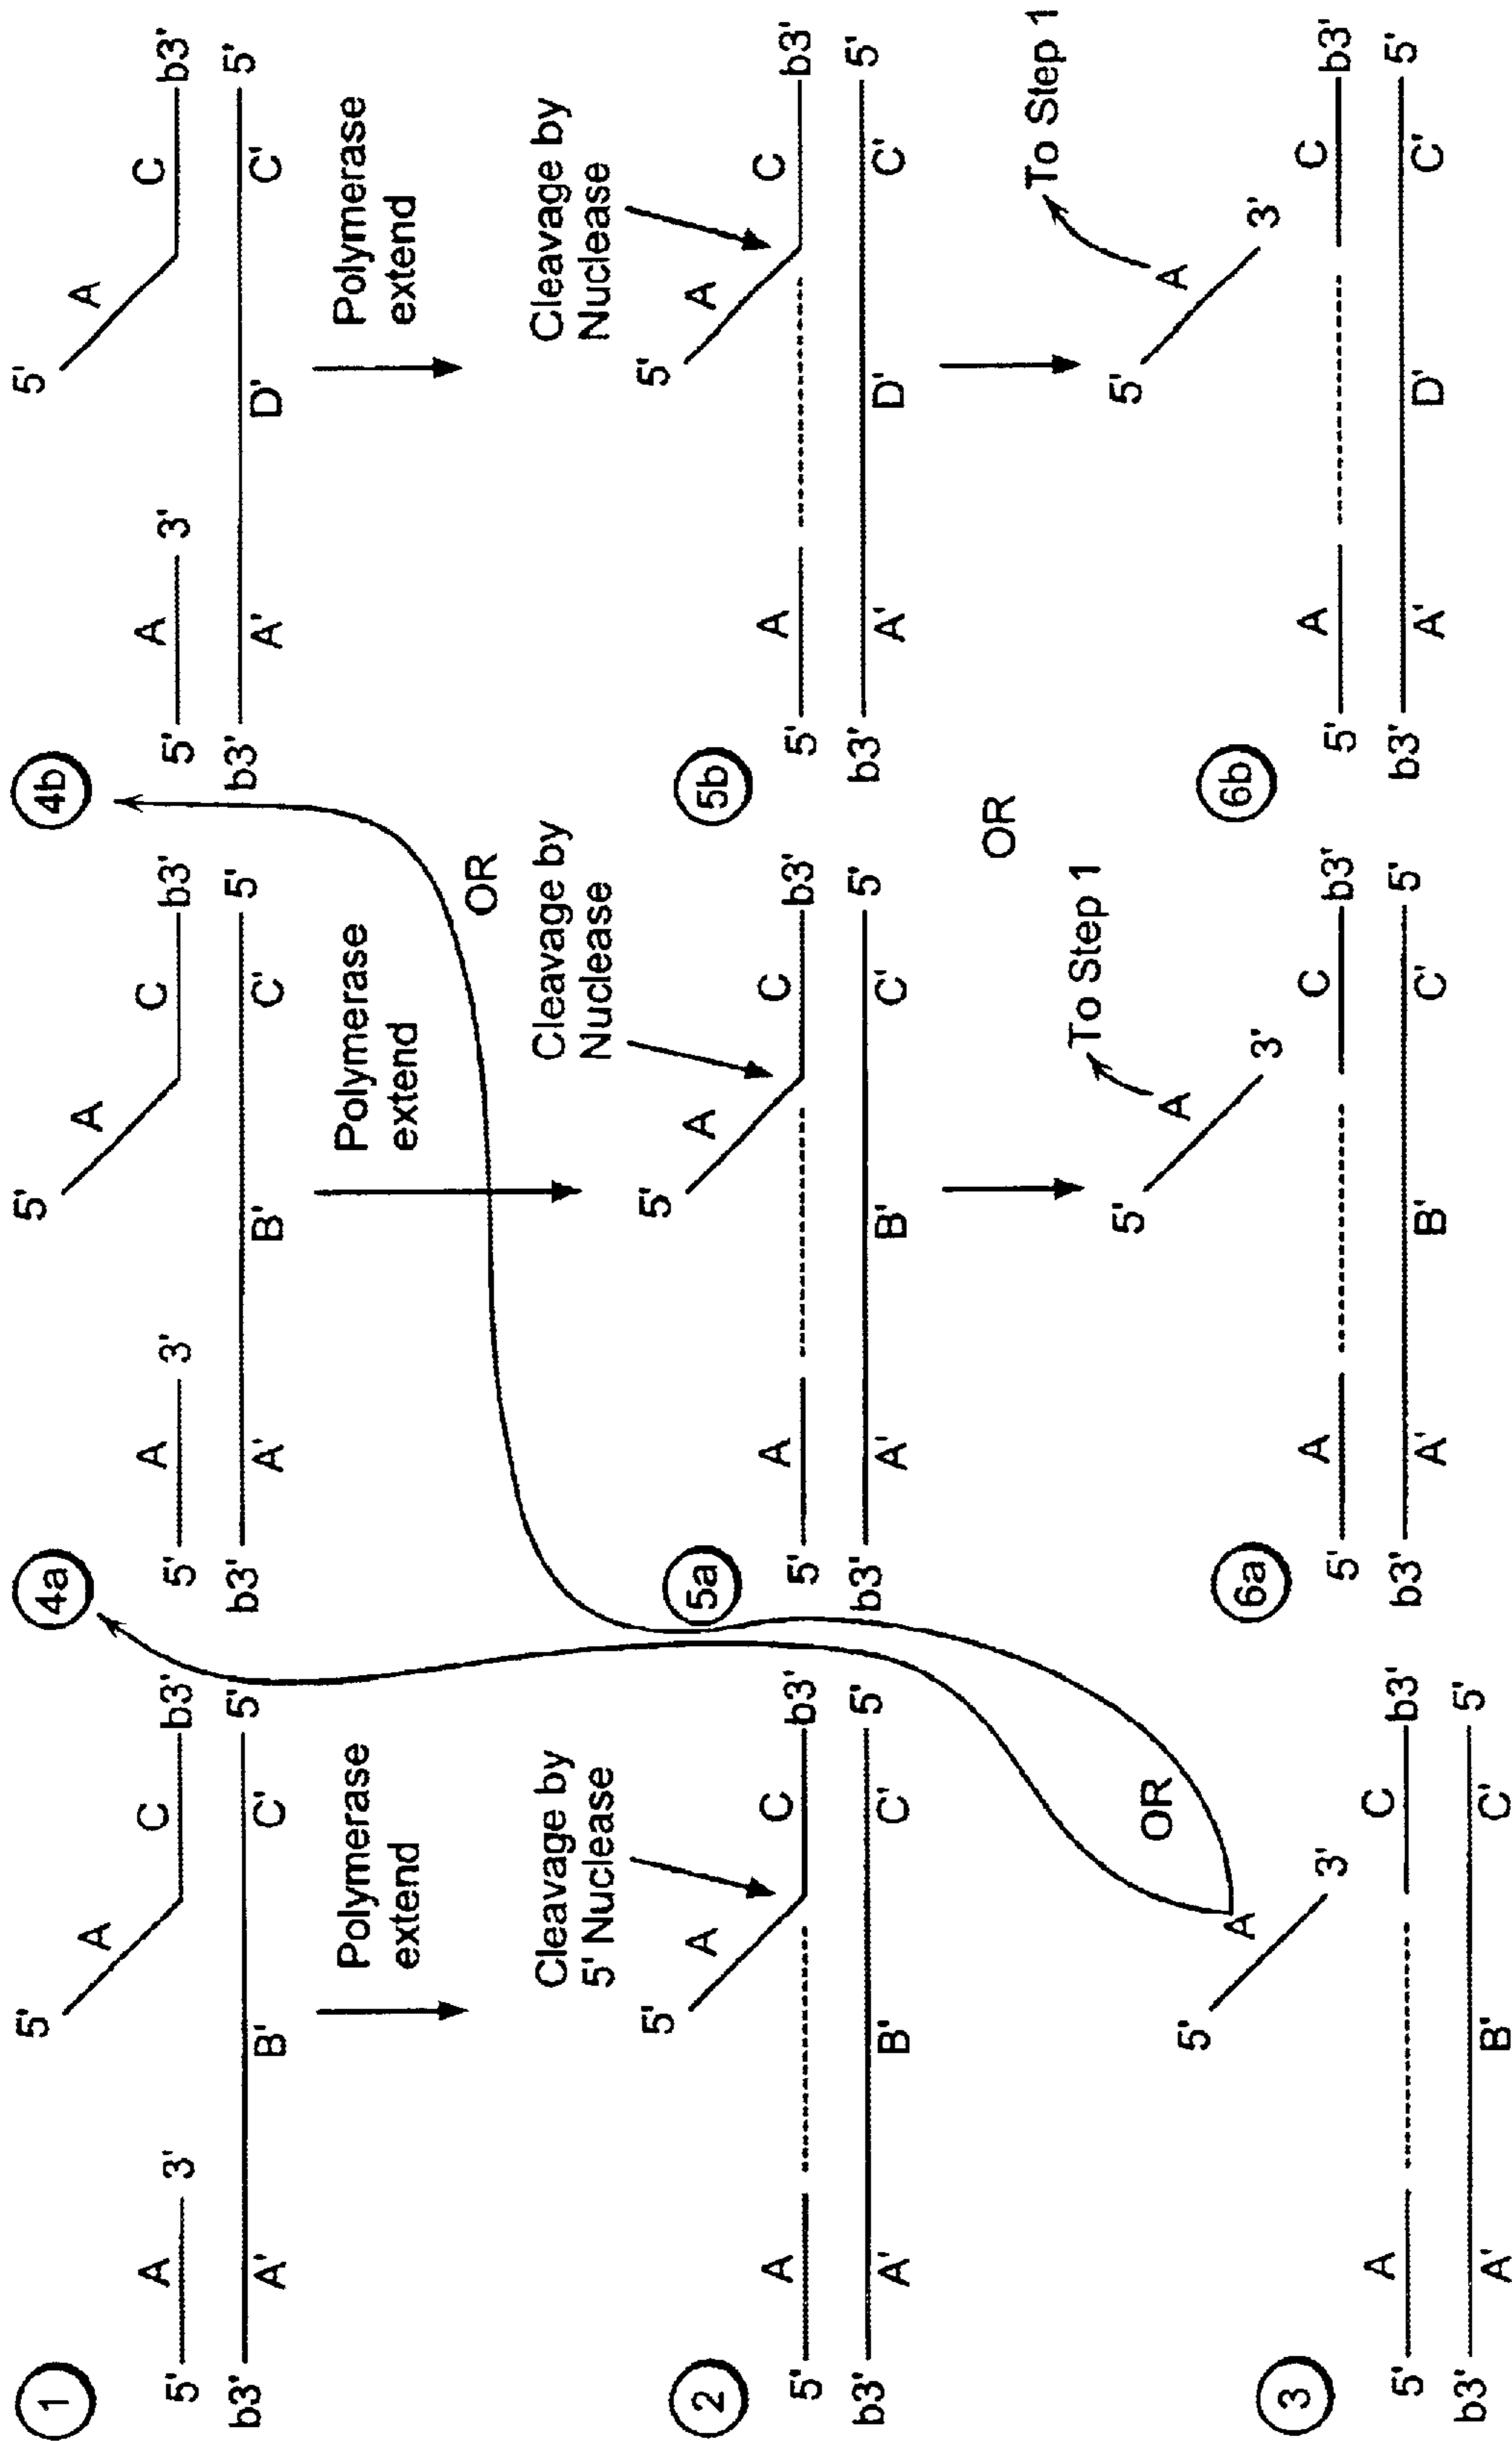 1
5'
A
A
3'
C
b3'
5'
b3'
A'
B'
C'
5'
Polymerase
extend
2
5'
A
Cleavage by
5' Nuclease
5'
A
C
b3'
b3'
A'
B'
C'
5'
3
5'
A
3'
OR
5'
A
C
b3'
b3'
A'
B'
C'
5'
4a
5'
A
5'
A
3'
C
b3'
b3'
A'
B'
C'
5'
Polymerase
extend
OR
5a
Cleavage by
Nuclease
5'
A
5'
A
C
b3'
b3'
A'
B'
C'
5'
OR
6a
To Step 1
5'
A
3'
5'
A
C
b3'
b3'
A'
B'
C'
5'
4b
5'
A
5'
A
3'
C
b3'
b3'
A'
D'
C'
5'
Polymerase
extend
5b
Cleavage by
Nuclease
5'
A
5'
A
C
b3'
b3'
A'
D'
C'
5'
6b
To Step 1
5'
A
3'
5'
A
C
b3'
b3'
A'
D'
C'
5'